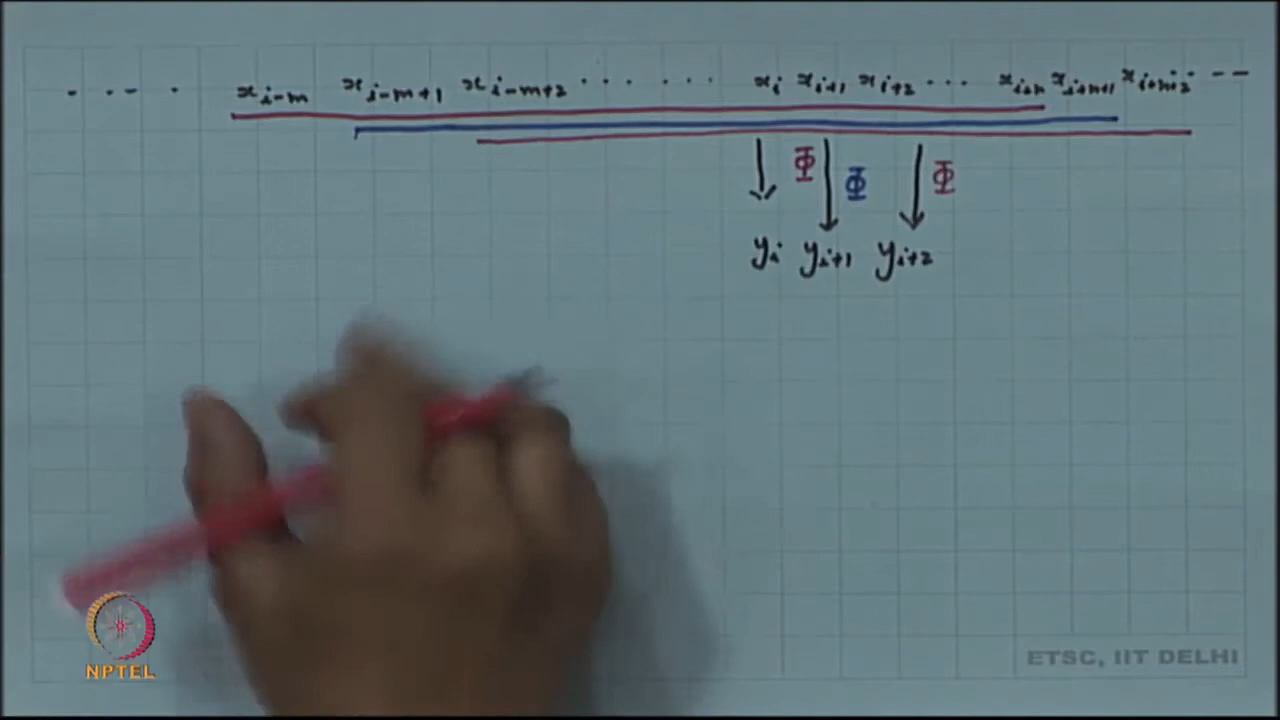 . . . . x_{i-m} x_{i-m+1} x_{i-m+2} . . . . . . x_i x_{i+1} x_{i+2} . . . x_{i+n} x_{i+n+1} x_{i+n+2} . - -
Φ Φ Φ
y_i y_{i+1} y_{i+2}
NPTEL
ETSC, IIT DELHI